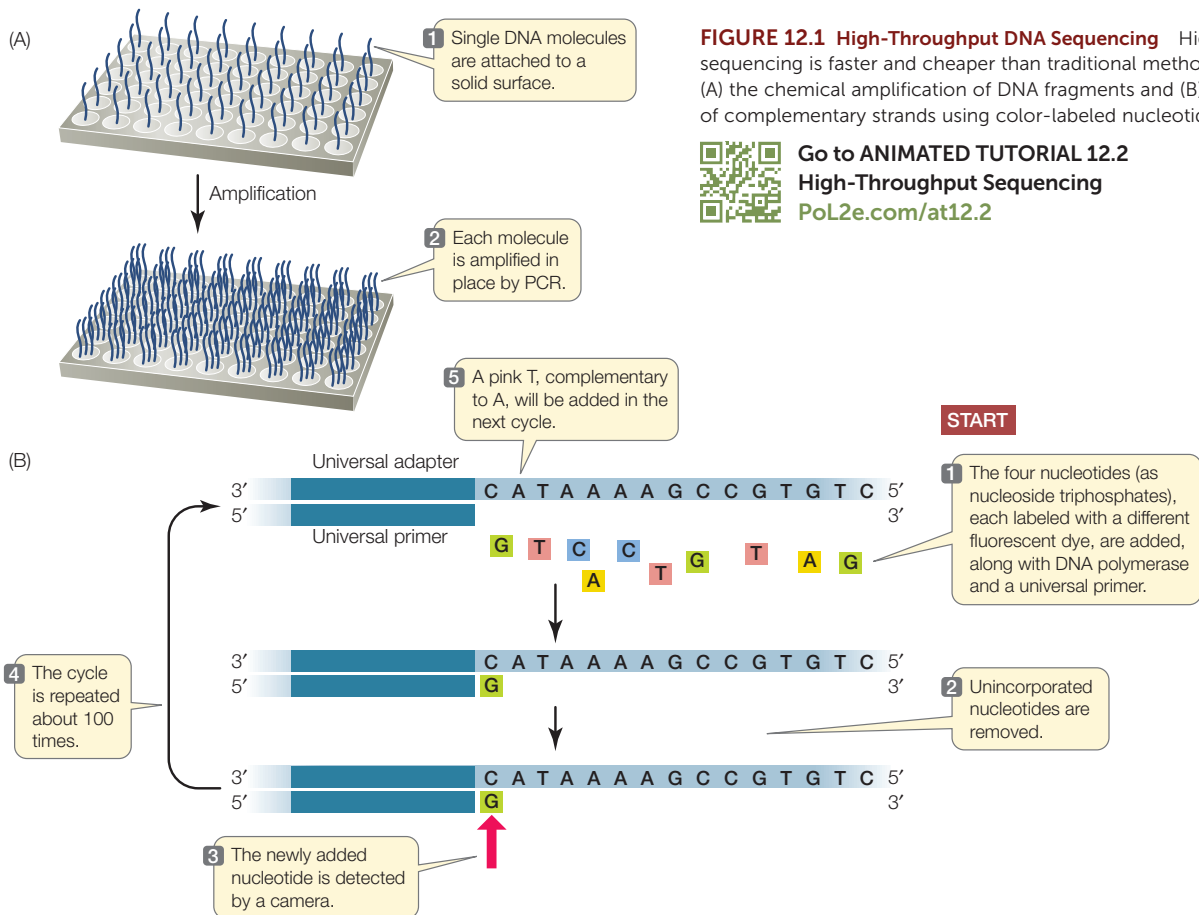 (A)
1 Single DNA molecules
are attached to a
solid surface.
Amplification
2 Each molecule
is amplified in
place by PCR.
FIGURE 12.1 High-Throughput DNA Sequencing
sequencing is faster and cheaper than traditional
(A) the chemical amplification of DNA fragments and (B)
of complementary strands using color-labeled
Go to ANIMATED TUTORIAL 12.2
High-Throughput Sequencing
PoL2e.com/at12.2
(B)
5 A pink T, complementary
to A, will be added in the
next cycle.
START
1 The four nucleotides (as
nucleoside triphosphates),
each labeled with a different
fluorescent dye, are added,
along with DNA polymerase
and a universal primer.
Universal adapter
3′ C A T A A A A G C C G T G T C 5′
5′ 3′
Universal primer
G T C C G T A G
A T
3′ C A T A A A A G C C G T G T C 5′
5′ G 3′
2 Unincorporated
nucleotides are
removed.
4 The cycle
is repeated
about 100
times.
3′ C A T A A A A G C C G T G T C 5′
5′ G 3′
3 The newly added
nucleotide is detected
by a camera.